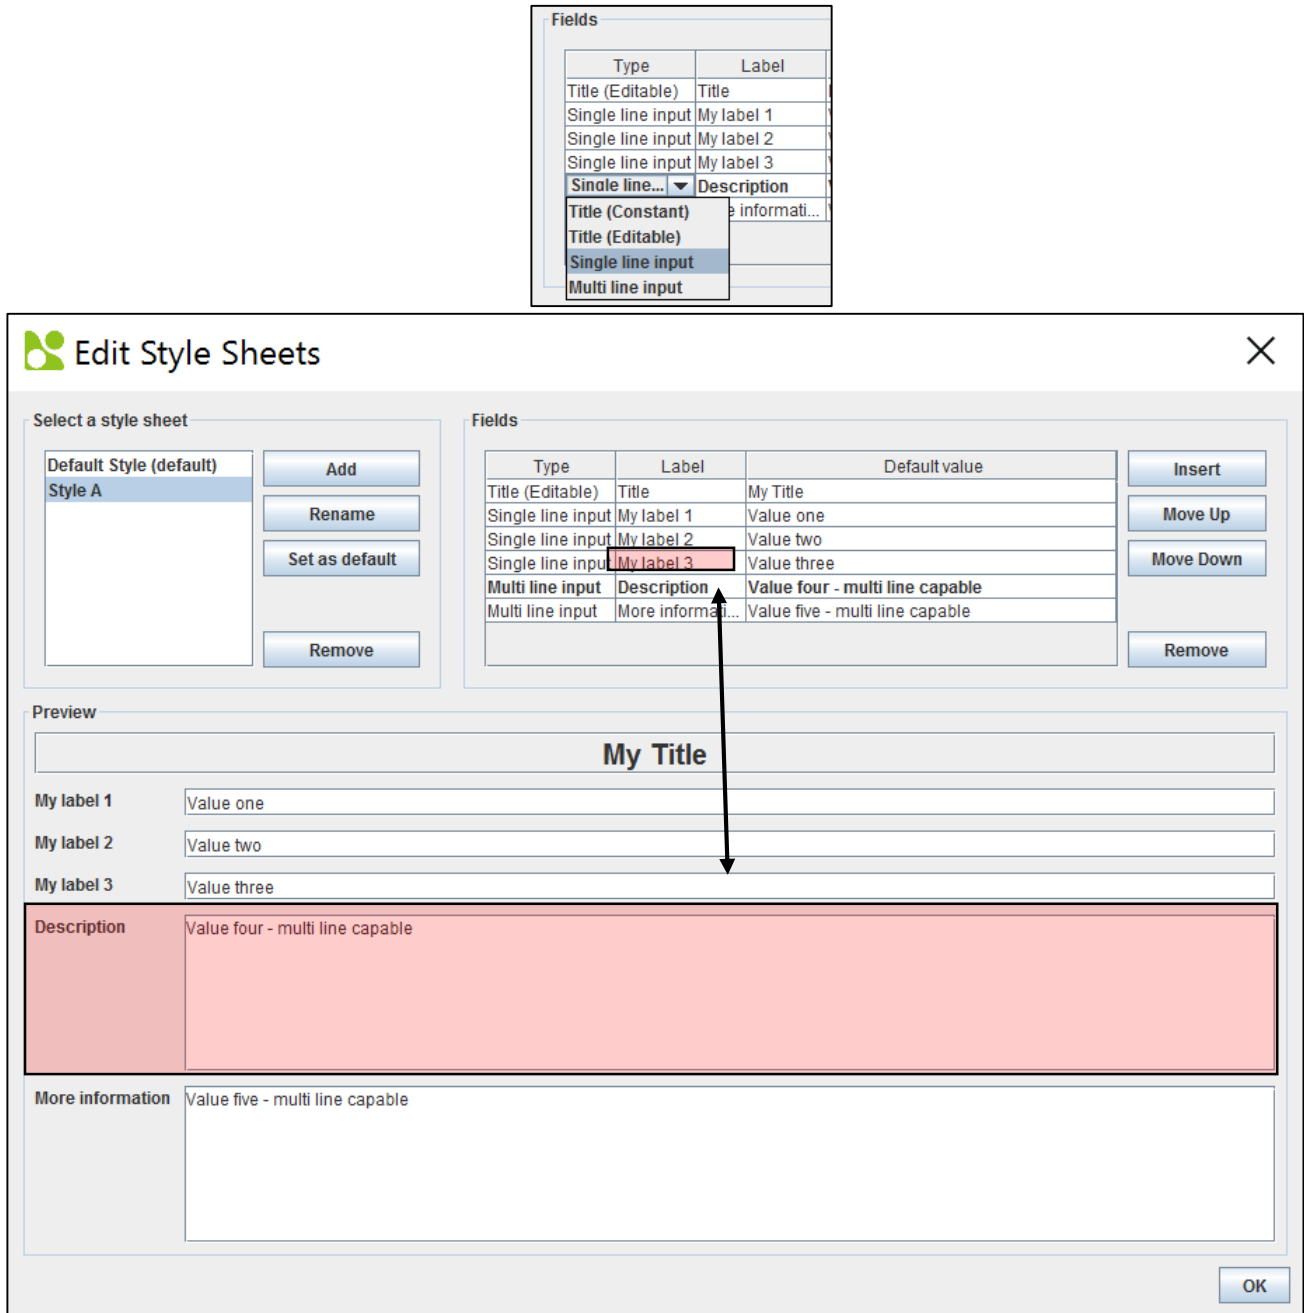 Fields
Type Label
Title (Editable) Title
Single line input My label 1
Single line input My label 2
Single line input My label 3
Single line... Description
Title (Constant) e informati...
Title (Editable)
Single line input
Multi line input
Edit Style Sheets
Select a style sheet
Default Style (default)
Style A
Add
Rename
Set as default
Remove
Fields
Type Label Default value
Title (Editable) Title My Title
Single line input My label 1 Value one
Single line input My label 2 Value two
Single line input My label 3 Value three
Multi line input Description Value four - multi line capable
Multi line input More informati... Value five - multi line capable
Insert
Move Up
Move Down
Remove
Preview
My Title
My label 1 Value one
My label 2 Value two
My label 3 Value three
Description Value four - multi line capable
More information Value five - multi line capable
OK